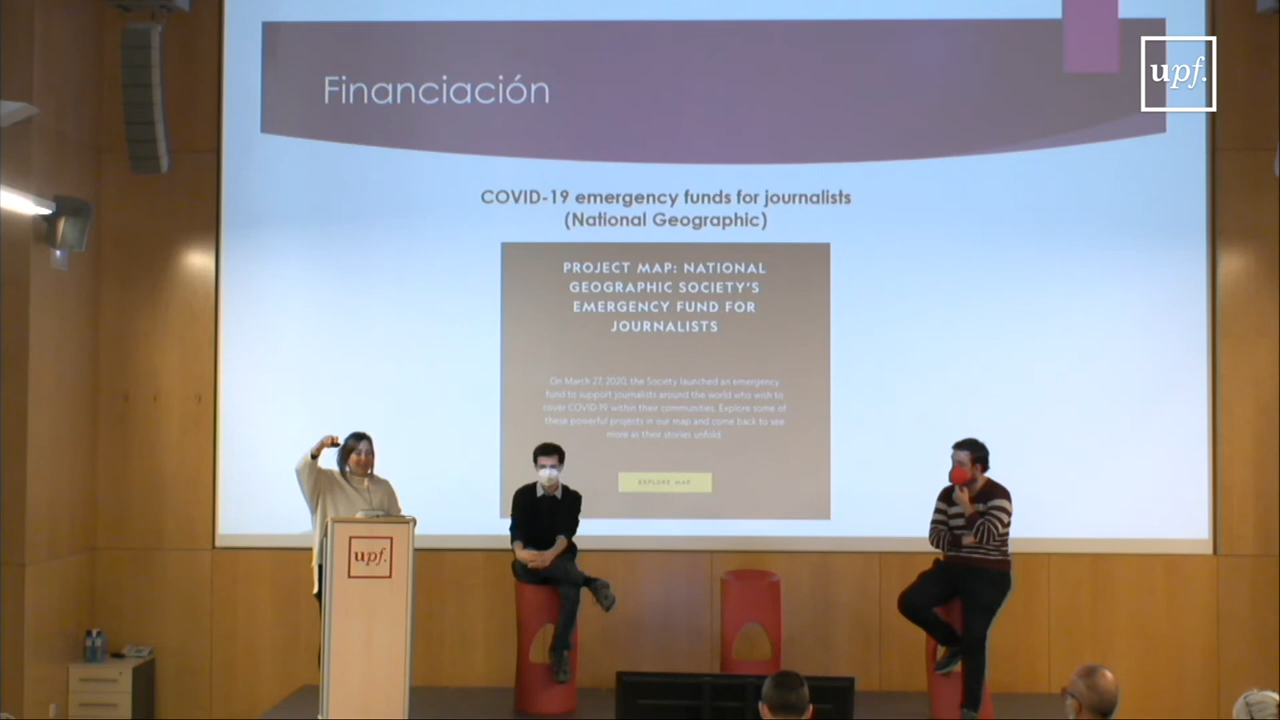 Financiación
upf.
COVID-19 emergency funds for journalists
(National Geographic)
PROJECT MAP: NATIONAL
GEOGRAPHIC SOCIETY'S
EMERGENCY FUND FOR
JOURNALISTS
On March 27, 2020, the Society launched an emergency
fund to support journalists around the world who wish to
cover COVID-19 within their communities. Explore some of
these powerful projects in our map and come back to see
more as their stories unfold.
EXPLORE MAP
upf.